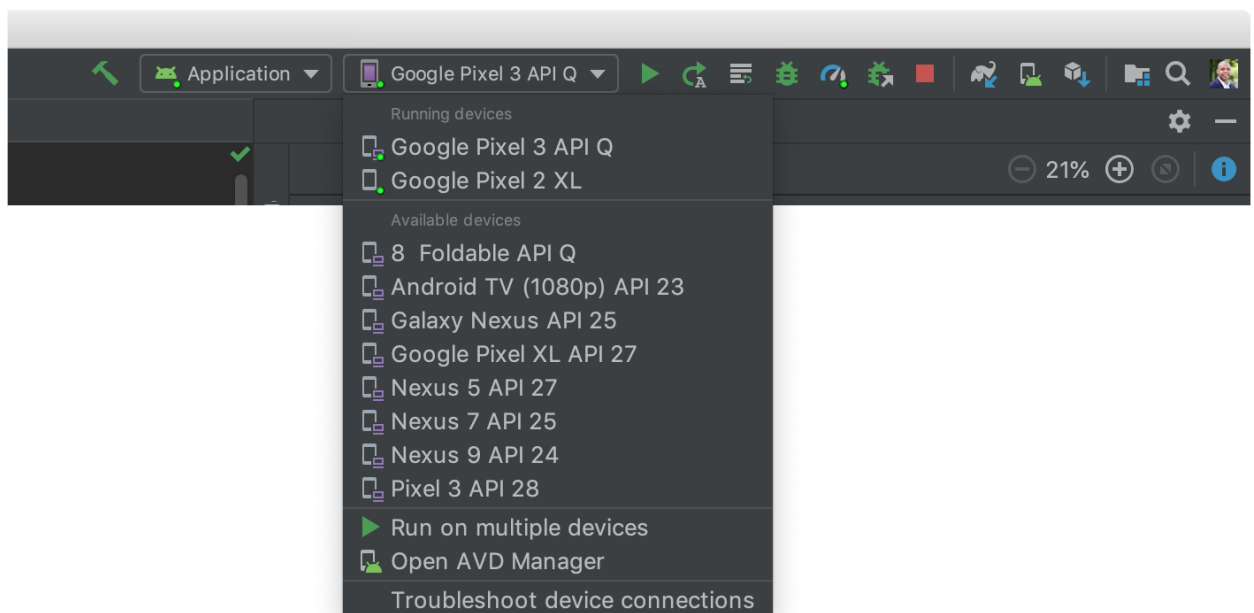 Application
Google Pixel 3 API Q
A
Running devices
Google Pixel 3 API Q
Google Pixel 2 XL
21%
Available devices
8 Foldable API Q
Android TV (1080p) API 23
Galaxy Nexus API 25
Google Pixel XL API 27
Nexus 5 API 27
Nexus 7 API 25
Nexus 9 API 24
Pixel 3 API 28
Run on multiple devices
Open AVD Manager
Troubleshoot device connections